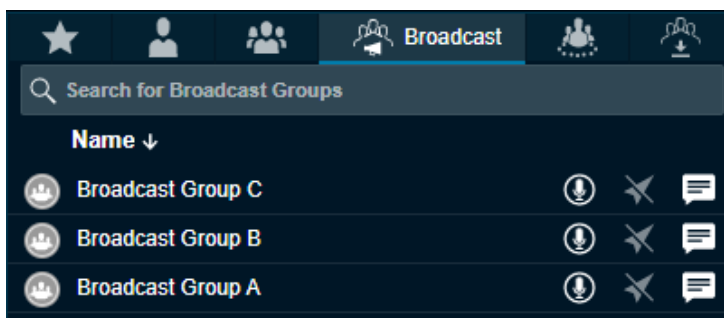 Broadcast
Search for Broadcast Groups
Name ↓
Broadcast Group C
Broadcast Group B
Broadcast Group A